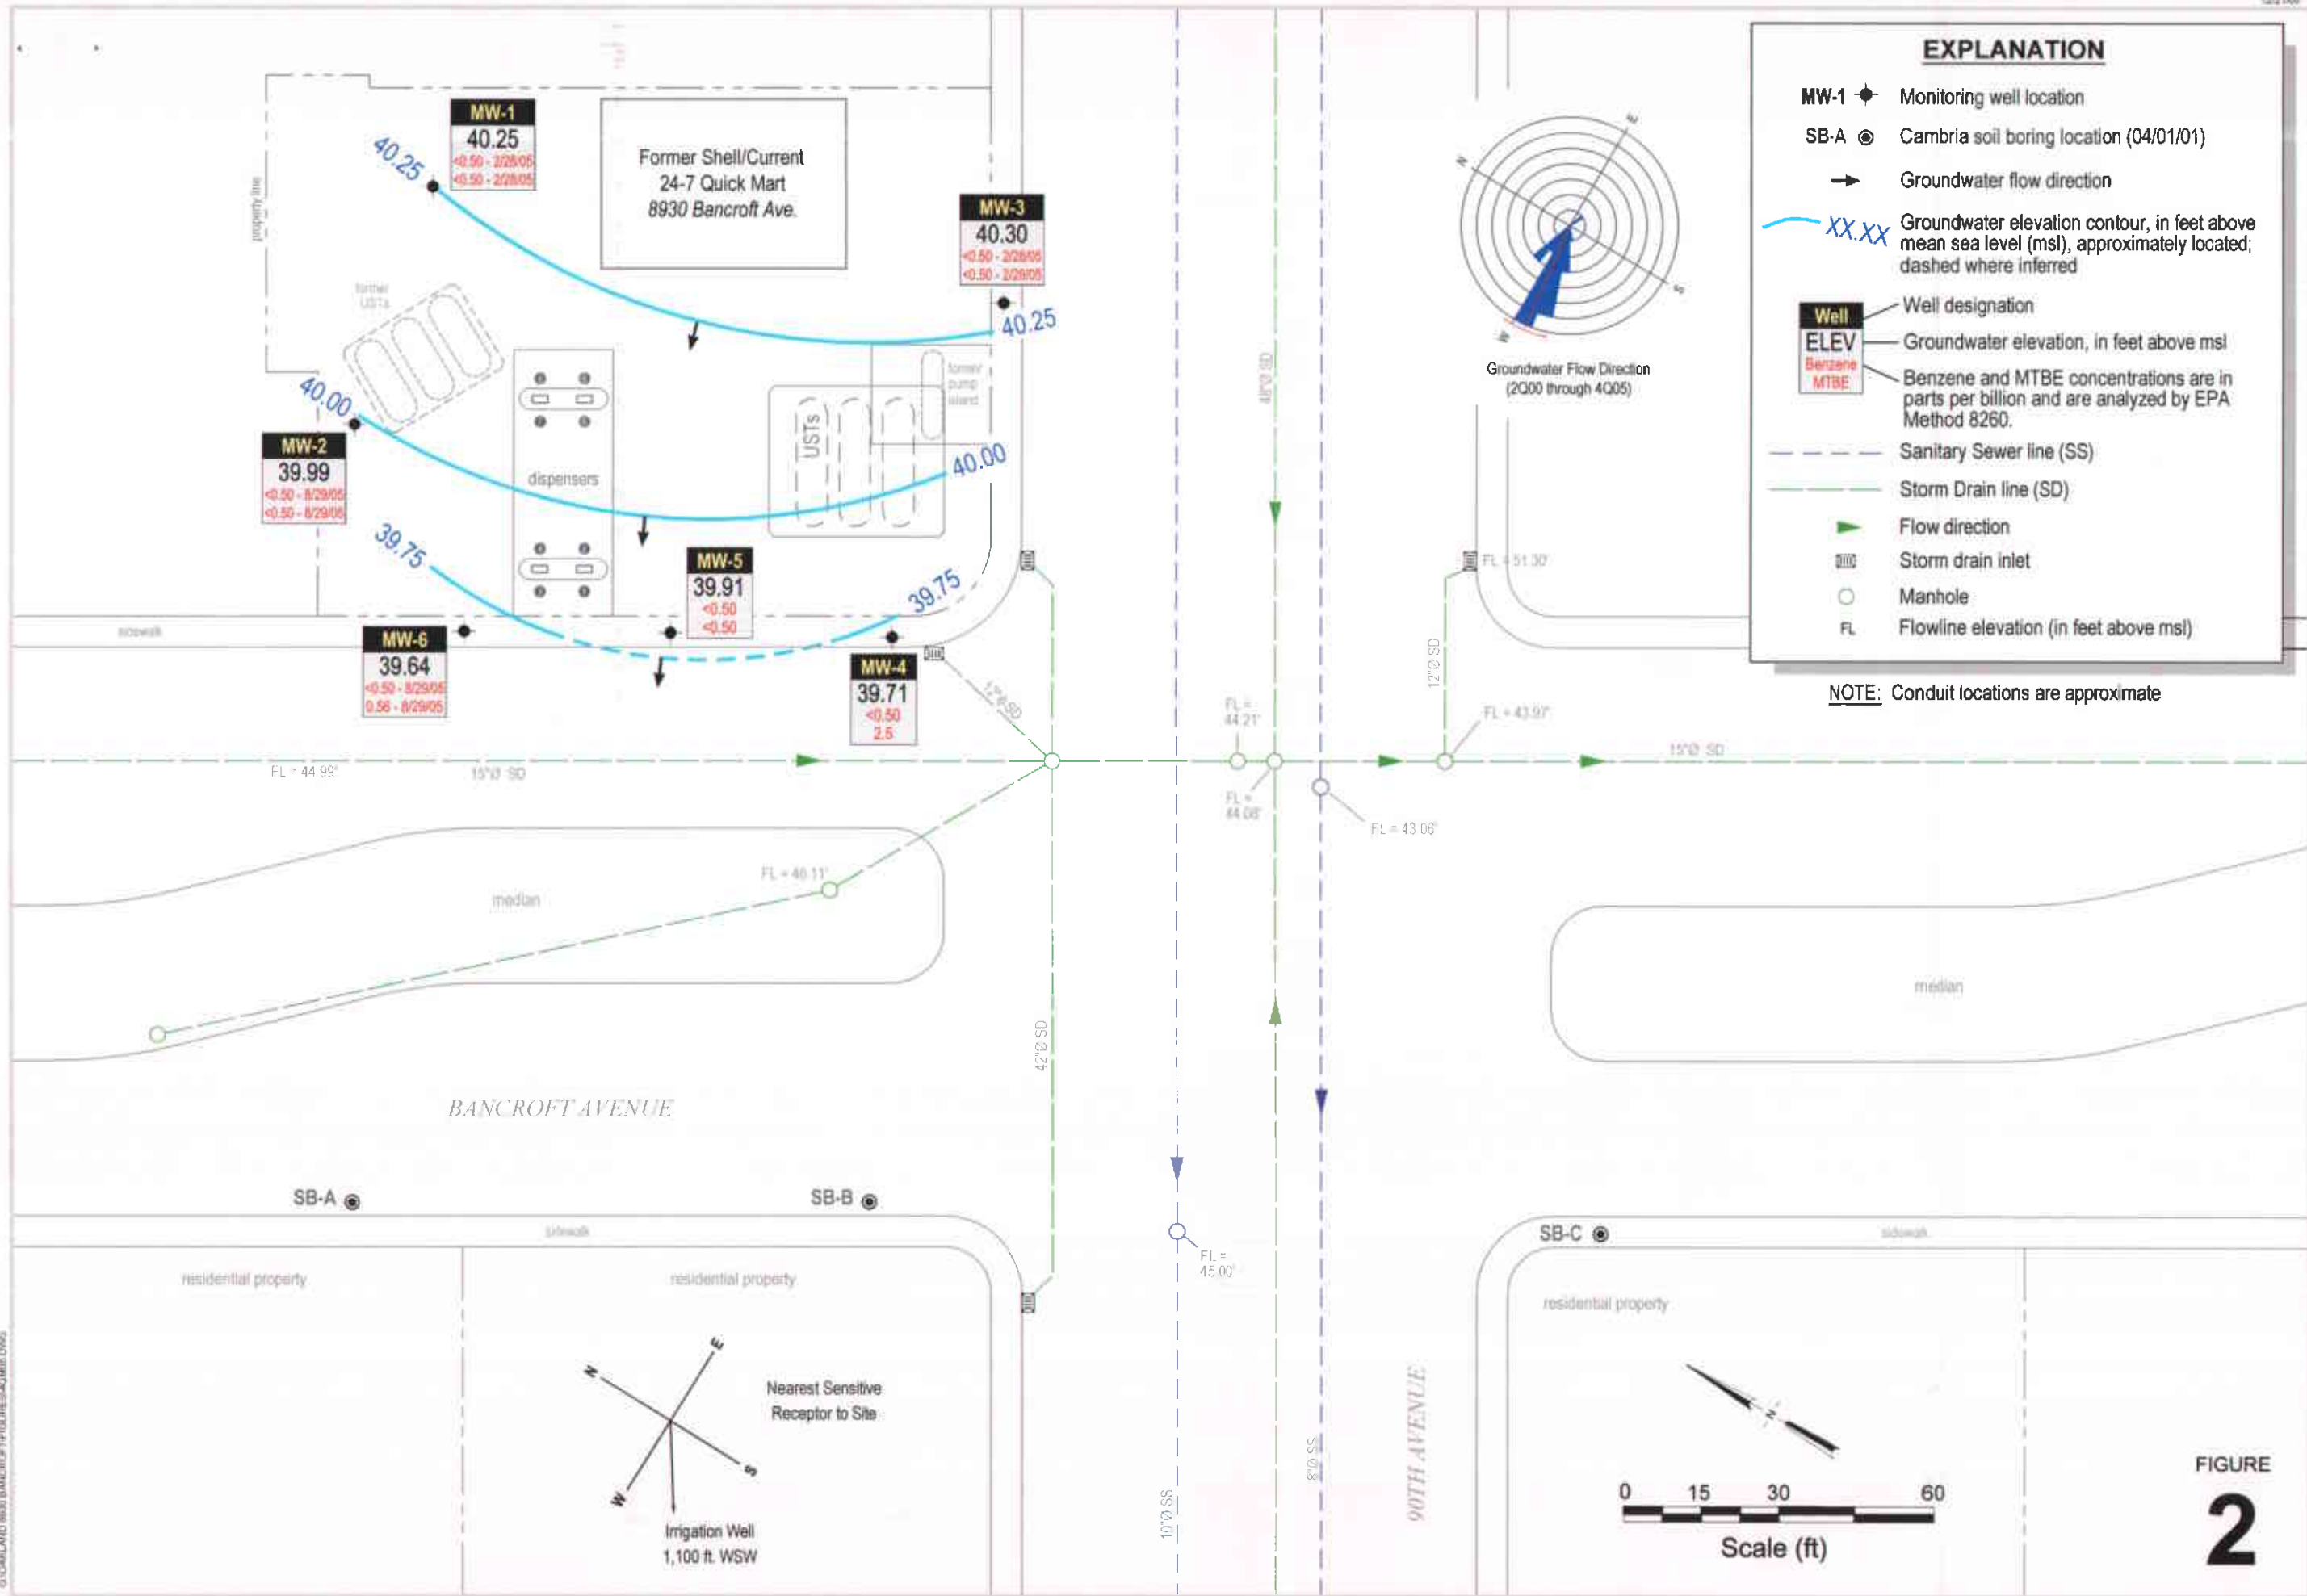 EXPLANATION
MW-1 Monitoring well location
SB-A Cambria soil boring location (04/01/01)
Groundwater flow direction
XX.XX Groundwater elevation contour, in feet above
mean sea level (msl), approximately located;
dashed where inferred
Well
ELEV
Benzene
MTBE
Well designation
Groundwater elevation, in feet above msl
Benzene and MTBE concentrations are in
parts per billion and are analyzed by EPA
Method 8260.
Sanitary Sewer line (SS)
Storm Drain line (SD)
Flow direction
Storm drain inlet
Manhole
FL Flowline elevation (in feet above msl)
NOTE: Conduit locations are approximate
property line
MW-1
40.25
<0.50 - 2/28/05
<0.50 - 2/28/05
40.25
Former Shell/Current
24-7 Quick Mart
8930 Bancroft Ave.
MW-3
40.30
<0.50 - 2/28/05
<0.50 - 2/28/05
40.25
former
USTs
former
pump
island
40.00
MW-2
39.99
<0.50 - 8/29/05
<0.50 - 8/29/05
dispensers
USTs
40.00
39.75
MW-5
39.91
<0.50
<0.50
39.75
sidewalk
MW-6
39.64
<0.50 - 8/29/05
0.56 - 8/29/05
MW-4
39.71
<0.50
2.5
N
E
S
W
Groundwater Flow Direction
(2Q00 through 4Q05)
48"Ø SD
FL = 51.30'
12"Ø SD
12"Ø SD
FL =
44.21'
FL = 43.97'
FL = 44.99'
15"Ø SD
15"Ø SD
FL =
44.08'
FL = 43.06'
FL = 46.11'
median
median
42"Ø SD
BANCROFT AVENUE
SB-A
SB-B
SB-C
sidewalk
sidewalk
FL =
45.00'
residential property
residential property
residential property
N
E
S
W
Nearest Sensitive
Receptor to Site
Irrigation Well
1,100 ft. WSW
10"Ø SS
8"Ø SS
90TH AVENUE
N
0 15 30 60
Scale (ft)
FIGURE
2